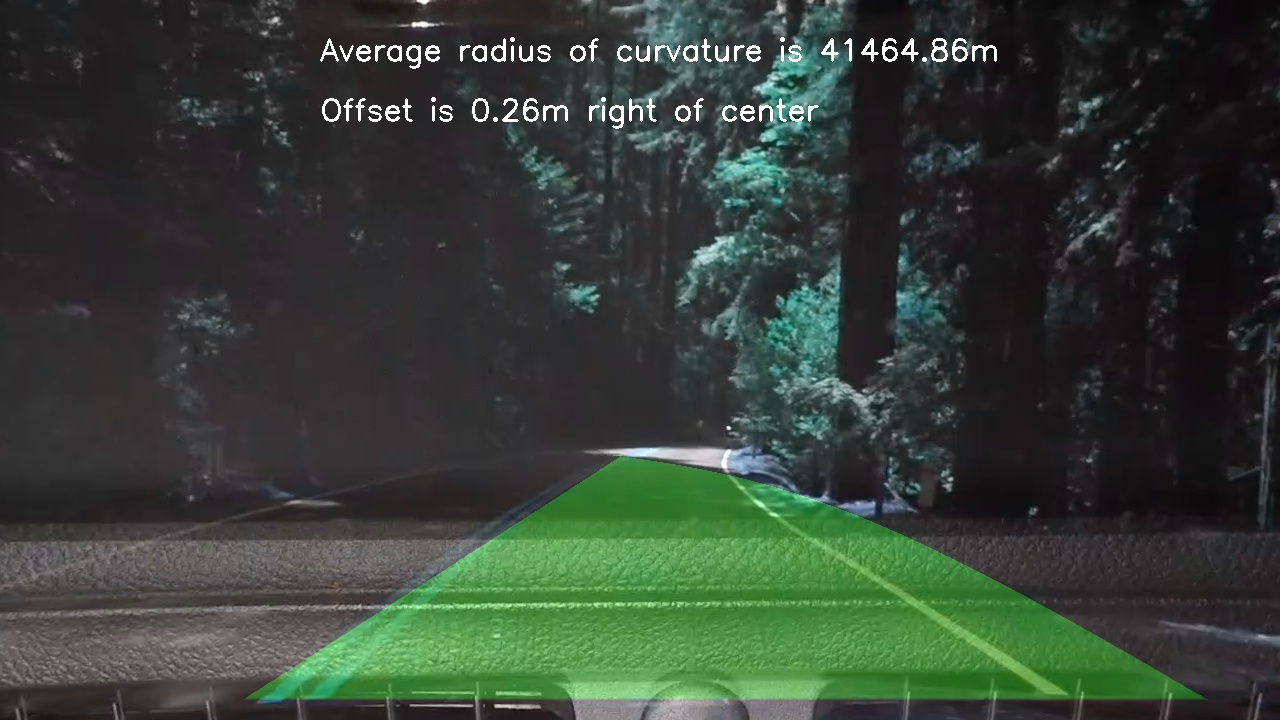 Average radius of curvature is 41464.86m
Offset is 0.26m right of center